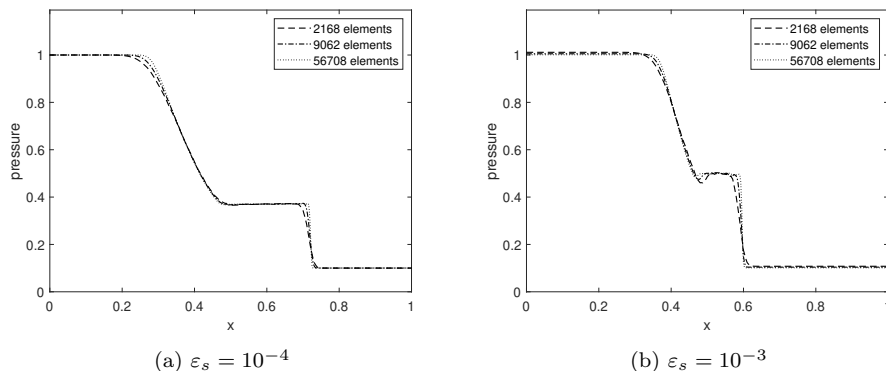 2168 elements
9062 elements
56708 elements
1
0.8
0.6
0.4
0.2
0
pressure
0 0.2 0.4 0.6 0.8 1
x
(a) εs = 10−4
2168 elements
9062 elements
56708 elements
1
0.8
0.6
0.4
0.2
0
pressure
0 0.2 0.4 0.6 0.8 1
x
(b) εs = 10−3